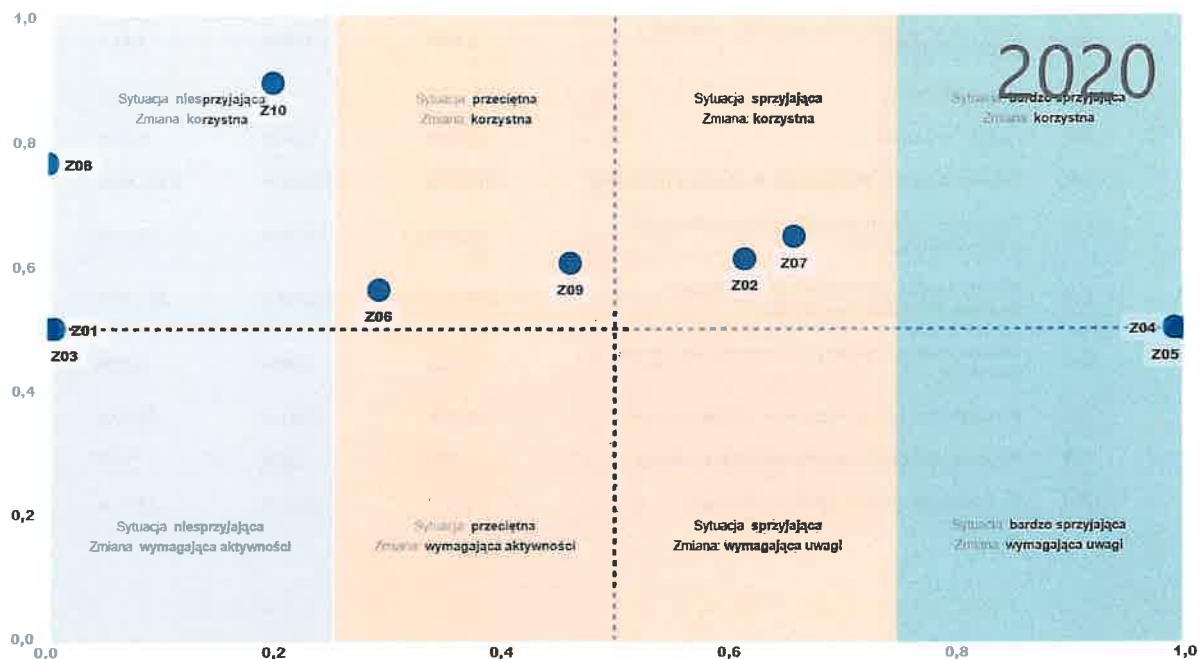 1,0
2020
Sytuacja niesprzyjająca
Zmiana korzystna
Z10
Sytuacja przeciętna
Zmiana korzystna
Sytuacja sprzyjająca
Zmiana: korzystna
Sytuacja bardzo sprzyjająca
Zmiana korzystna
0,8
Z08
0,6
Z07
Z02
Z09
Z06
Z01
Z03
Z04
Z05
0,4
0,2
Sytuacja niesprzyjająca
Zmiana wymagająca aktywności
Sytuacja przeciętna
Zmiana: wymagająca aktywności
Sytuacja sprzyjająca
Zmiana: wymagająca uwagi
Sytuacja bardzo sprzyjająca
Zmiana wymagająca uwagi
0,0
0,0
0,2
0,4
0,6
0,8
1,0